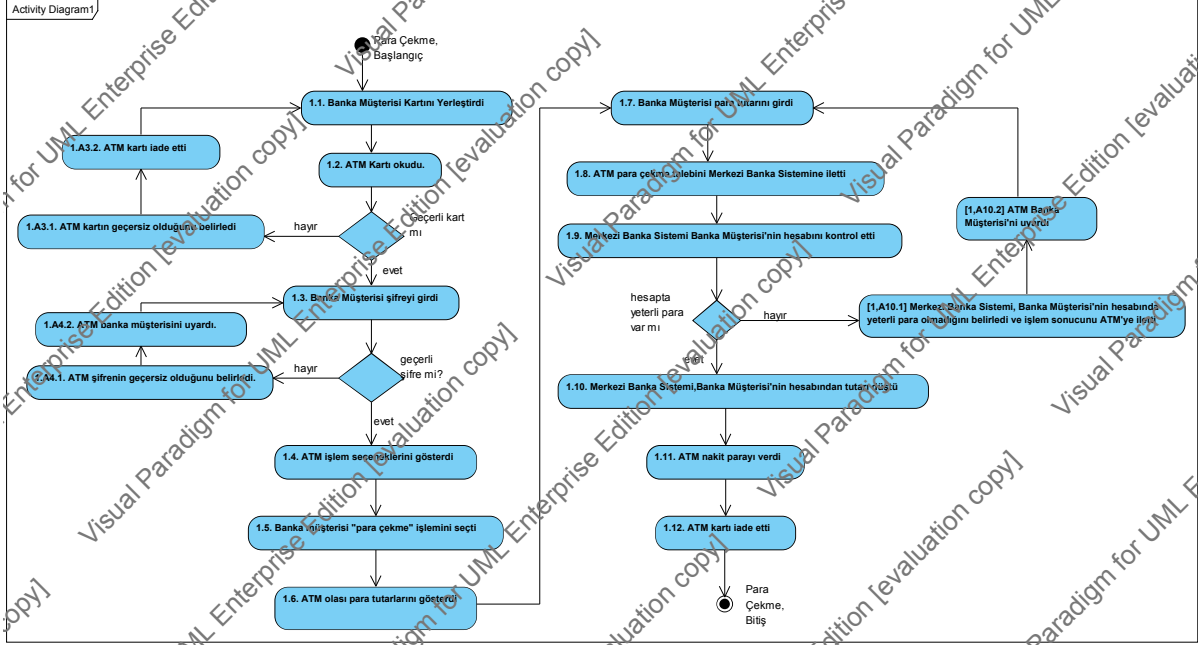 Activity Diagram1
Para Çekme,
Başlangıç
1.1. Banka Müşterisi Kartını Yerleştirdi
1.A3.2. ATM kartı iade etti
1.2. ATM Kartı okudu.
1.A3.1. ATM kartın geçersiz olduğunu belirledi
hayır
Geçerli kart
mı
evet
1.3. Banka Müşterisi şifreyi girdi
1.A4.2. ATM banka müşterisini uyardı.
1.A4.1. ATM şifrenin geçersiz olduğunu belirledi.
hayır
geçerli
şifre mi?
evet
1.4. ATM işlem seçeneklerini gösterdi
1.5. Banka müşterisi "para çekme" işlemini seçti
1.6. ATM olası para tutarlarını gösterdi
1.7. Banka Müşterisi para tutarını girdi
1.8. ATM para çekme talebini Merkezi Banka Sistemine iletti
1.9. Merkezi Banka Sistemi Banka Müşterisi'nin hesabını kontrol etti
[1,A10.2] ATM Banka
Müşterisi'ni uyardı
hesapta
yeterli para
var mı
hayır
[1,A10.1] Merkezi Banka Sistemi, Banka Müşterisi'nin hesabında
yeterli para olmadığını belirledi ve işlem sonucunu ATM'ye iletti
evet
1.10. Merkezi Banka Sistemi,Banka Müşterisi'nin hesabından tutarı düştü
1.11. ATM nakit parayı verdi
1.12. ATM kartı iade etti
Para
Çekme,
Bitiş
Visual Paradigm for UML Enterprise Edition [evaluation copy]